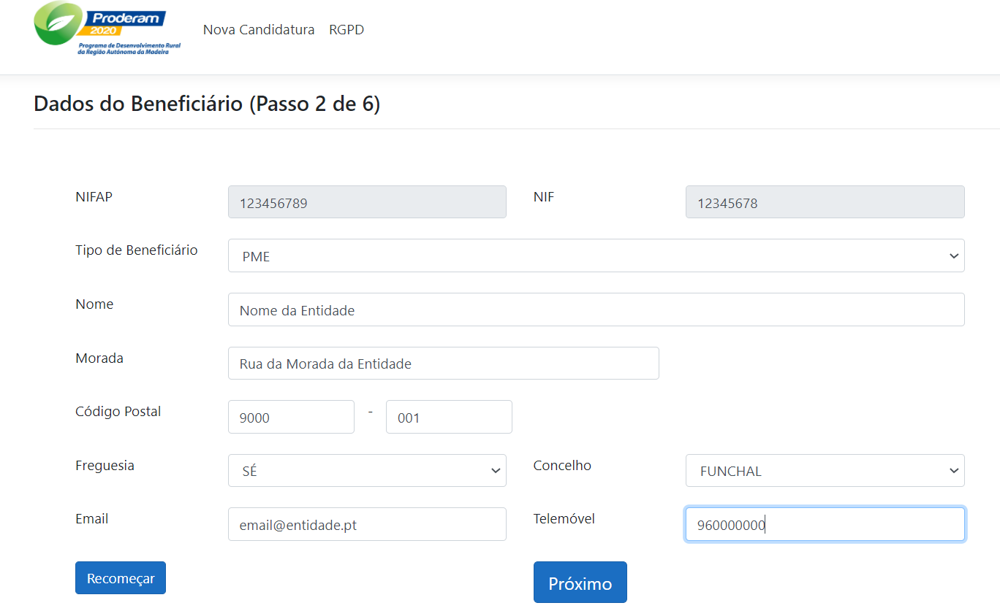 Proderam
2020
Programa de Desenvolvimento Rural
da Região Autónoma da Madeira
Nova Candidatura RGPD
Dados do Beneficiário (Passo 2 de 6)
NIFAP 123456789 NIF 12345678
Tipo de Beneficiário PME
Nome Nome da Entidade
Morada Rua da Morada da Entidade
Código Postal 9000 - 001
Freguesia SÉ Concelho FUNCHAL
Email email@entidade.pt Telemóvel 960000000
Recomeçar Próximo